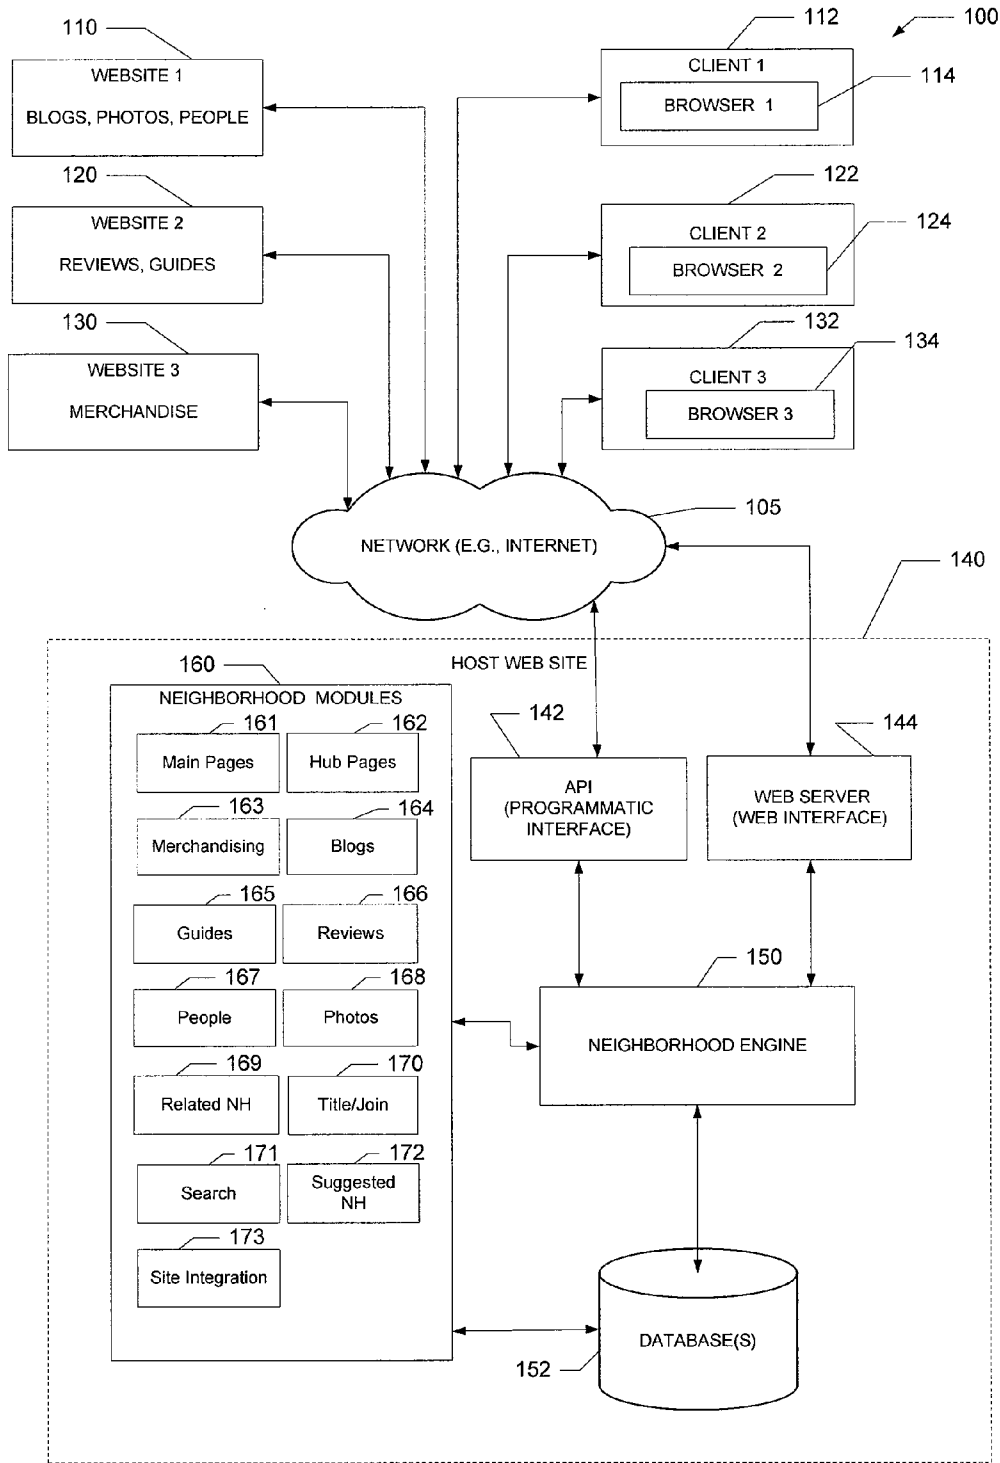 110
112
100
WEBSITE 1
BLOGS, PHOTOS, PEOPLE
CLIENT 1
BROWSER 1
114
120
122
WEBSITE 2
REVIEWS, GUIDES
CLIENT 2
BROWSER 2
124
130
132
134
WEBSITE 3
MERCHANDISE
CLIENT 3
BROWSER 3
105
NETWORK (E.G., INTERNET)
140
HOST WEB SITE
160
NEIGHBORHOOD MODULES
161
162
Main Pages
Hub Pages
163
164
Merchandising
Blogs
165
166
Guides
Reviews
167
168
People
Photos
169
170
Related NH
Title/Join
171
172
Search
Suggested
NH
173
Site Integration
142
144
API
(PROGRAMMATIC
INTERFACE)
WEB SERVER
(WEB INTERFACE)
150
NEIGHBORHOOD ENGINE
DATABASE(S)
152